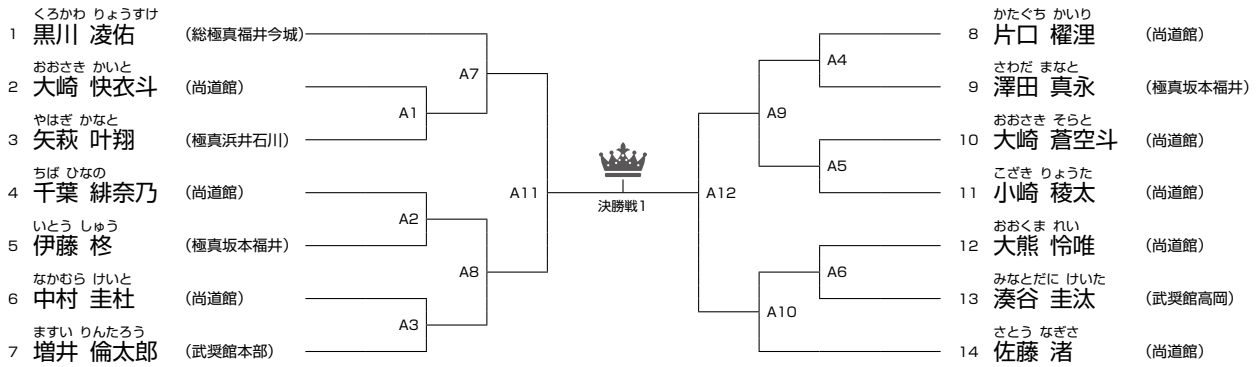 くろかわ りょうすけ
1 黒川 凌佑 (総極真福井今城)
おおさき かいと
2 大崎 快衣斗 (尚道館)
やはぎ かなと
3 矢萩 叶翔 (極真浜井石川)
ちば ひなの
4 千葉 緋奈乃 (尚道館)
いとう しゅう
5 伊藤 柊 (極真坂本福井)
なかむら けいと
6 中村 圭杜 (尚道館)
ますい りんたろう
7 増井 倫太郎 (武奨館本部)
A7
A1
A2
A8
A3
A11
決勝戦1
A12
A4
A9
A5
A6
A10
かたぐち かいり
8 片口 櫂浬 (尚道館)
さわだ まなと
9 澤田 真永 (極真坂本福井)
おおさき そらと
10 大崎 蒼空斗 (尚道館)
こざき りょうた
11 小崎 稜太 (尚道館)
おおくま れい
12 大熊 怜唯 (尚道館)
みなとだに けいた
13 湊谷 圭汰 (武奨館高岡)
さとう なぎさ
14 佐藤 渚 (尚道館)